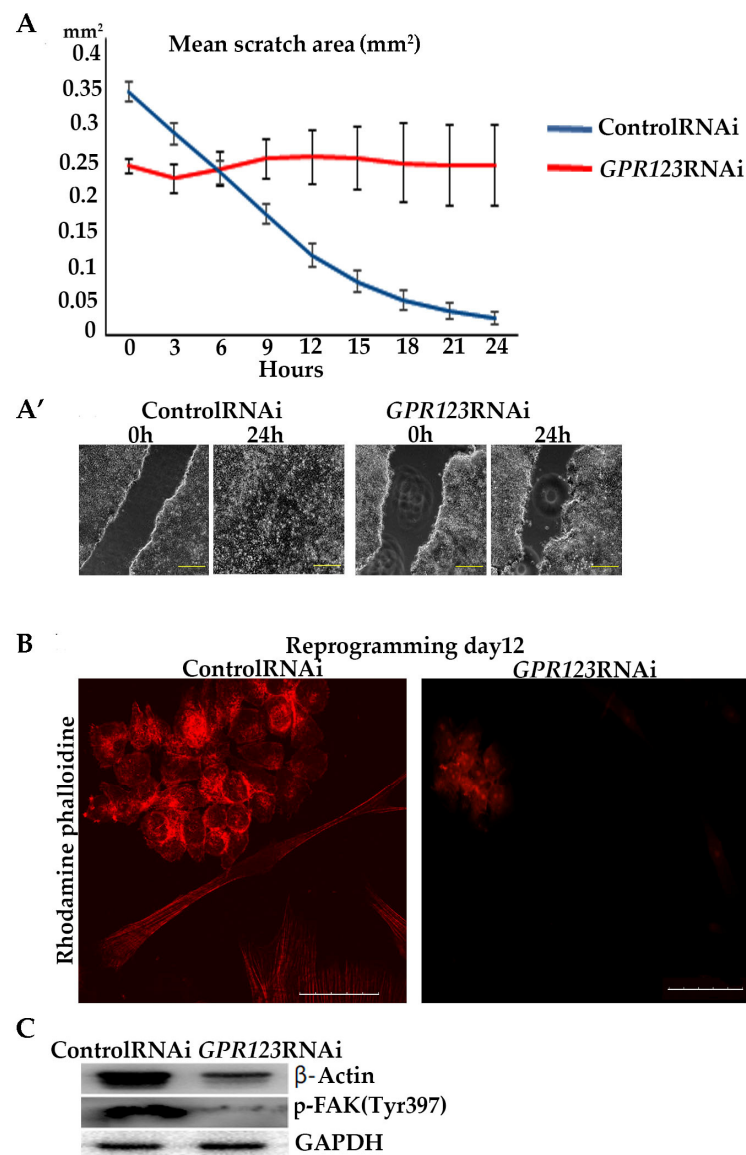 A
mm²
Mean scratch area (mm²)
0.4
0.35
0.3
0.25
0.2
0.15
0.1
0.05
0
0 3 6 9 12 15 18 21 24
Hours
ControlRNAi
GPR123RNAi
A′
ControlRNAi GPR123RNAi
0h 24h 0h 24h
B
Reprogramming day12
ControlRNAi GPR123RNAi
Rhodamine phalloidine
C
ControlRNAi GPR123RNAi
β-Actin
p-FAK(Tyr397)
GAPDH